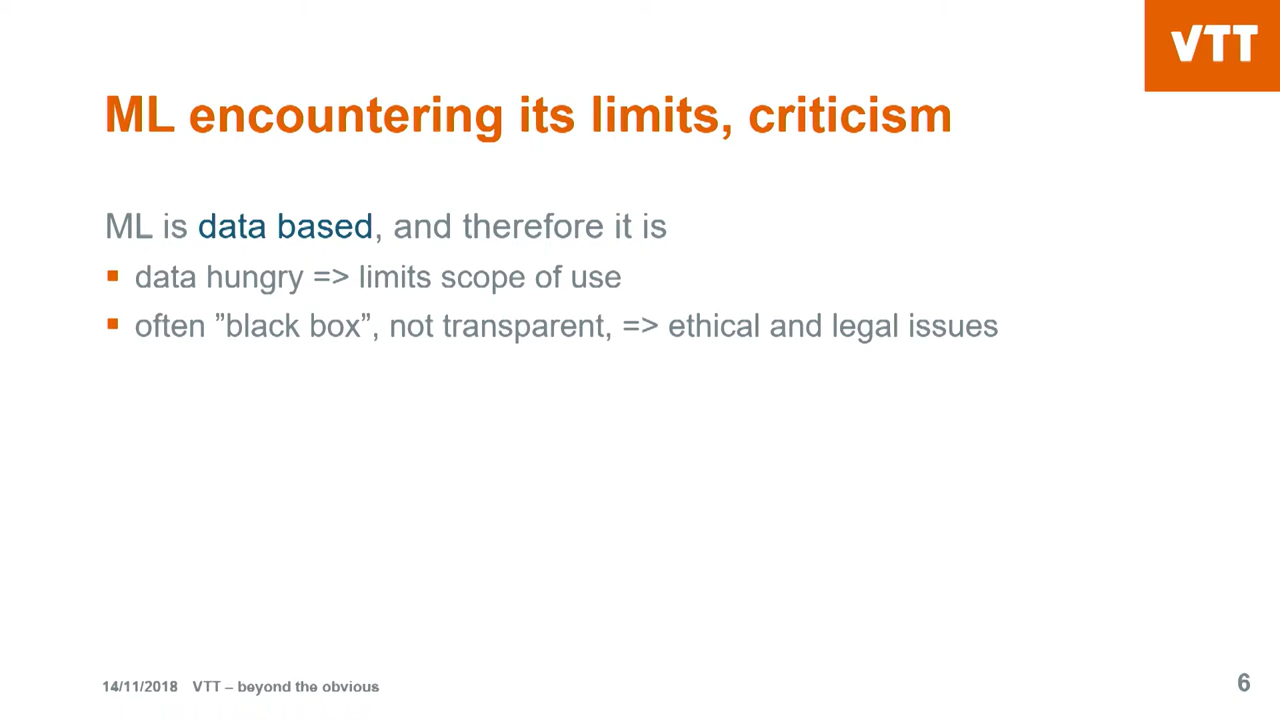 VTT
ML encountering its limits, criticism
ML is data based, and therefore it is
▪ data hungry => limits scope of use
▪ often ”black box”, not transparent, => ethical and legal issues
14/11/2018 VTT – beyond the obvious
6